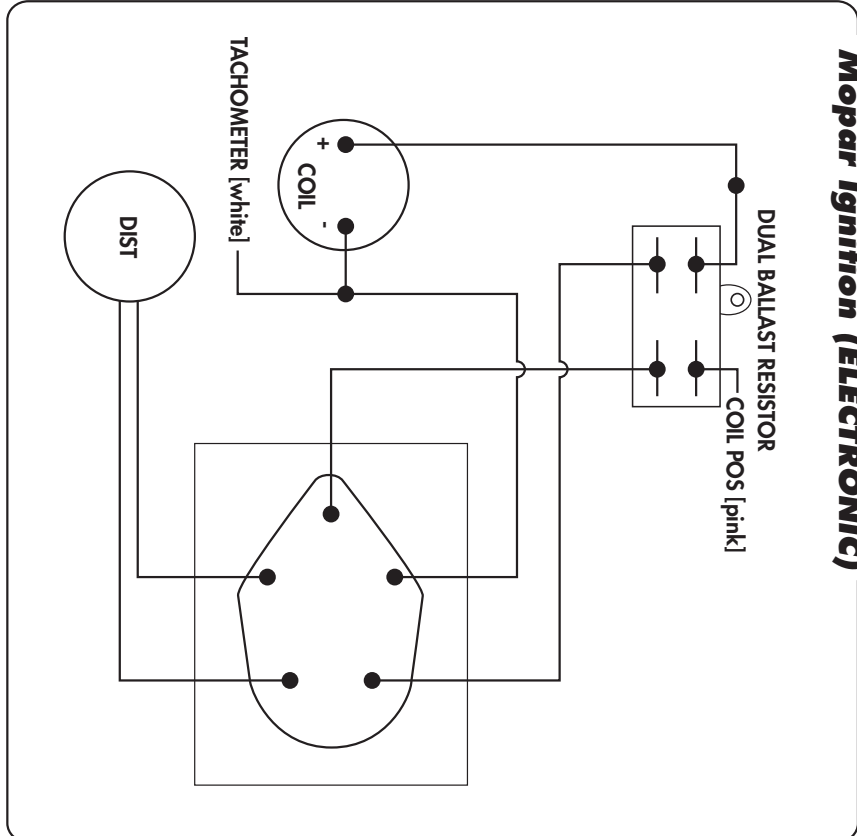 Mopar Ignition (ELECTRONIC)
DUAL BALLAST RESISTOR
COIL POS [pink]
+
COIL
-
TACHOMETER [white]
DIST